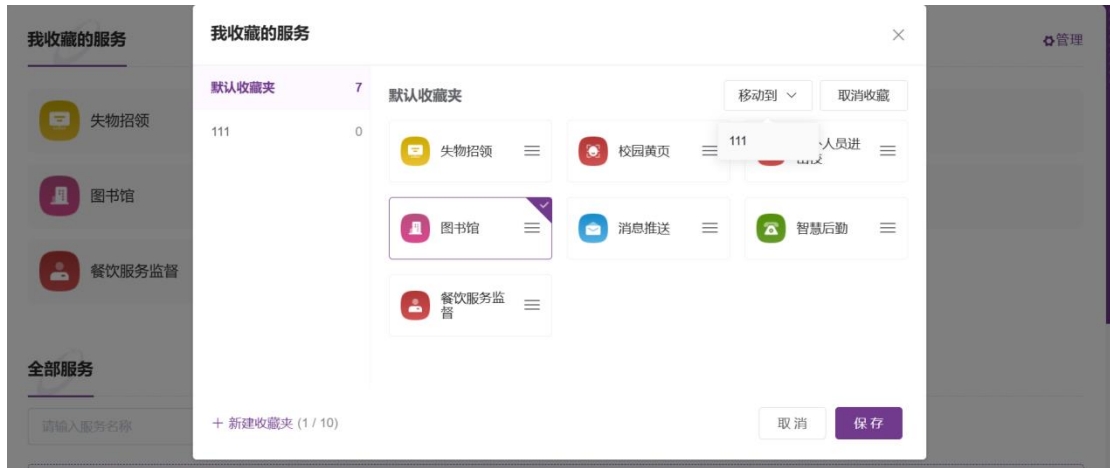 我收藏的服务
管理
失物招领
图书馆
餐饮服务监督
全部服务
请输入服务名称
我收藏的服务
默认收藏夹 7
111 0
默认收藏夹
移动到
取消收藏
111
失物招领
校园黄页
人员进
图书馆
消息推送
智慧后勤
餐饮服务监
督
+ 新建收藏夹 (1 / 10)
取消
保存